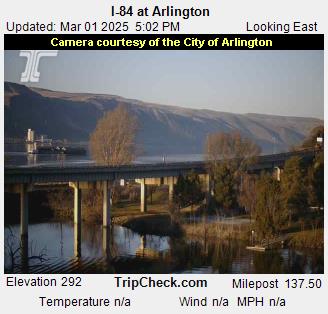 I-84 at Arlington
Updated: Mar 01 2025 5:02 PM Looking East
Camera courtesy of the City of Arlington
Elevation 292 TripCheck.com Milepost 137.50
Temperature n/a Wind n/a MPH n/a